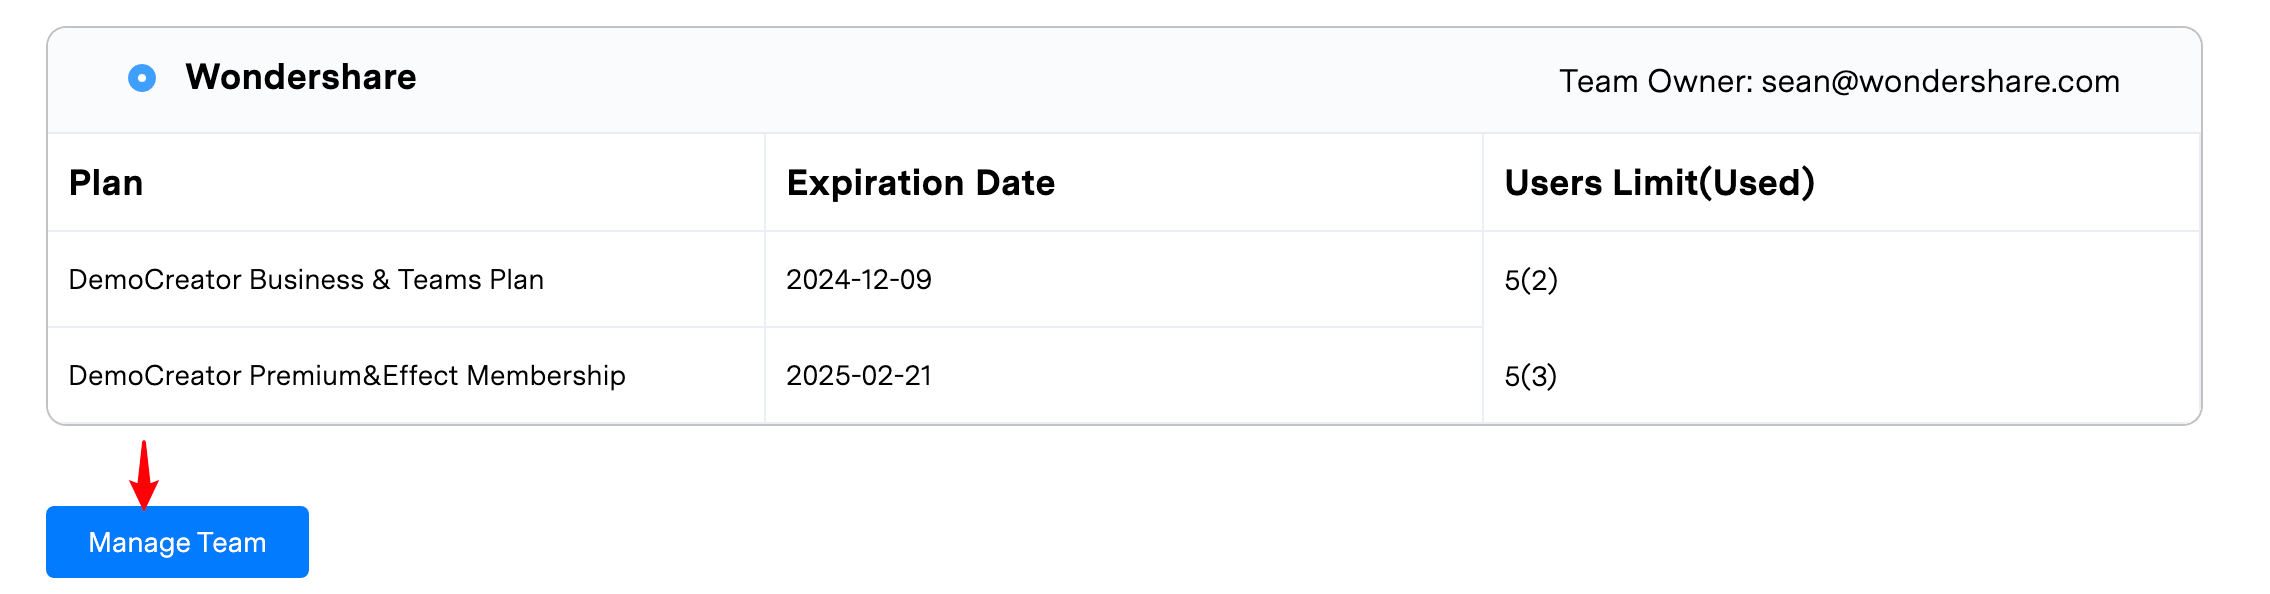 Wondershare
Team Owner: sean@wondershare.com
Plan Expiration Date Users Limit(Used)
DemoCreator Business & Teams Plan 2024-12-09 5(2)
DemoCreator Premium&Effect Membership 2025-02-21 5(3)
Manage Team